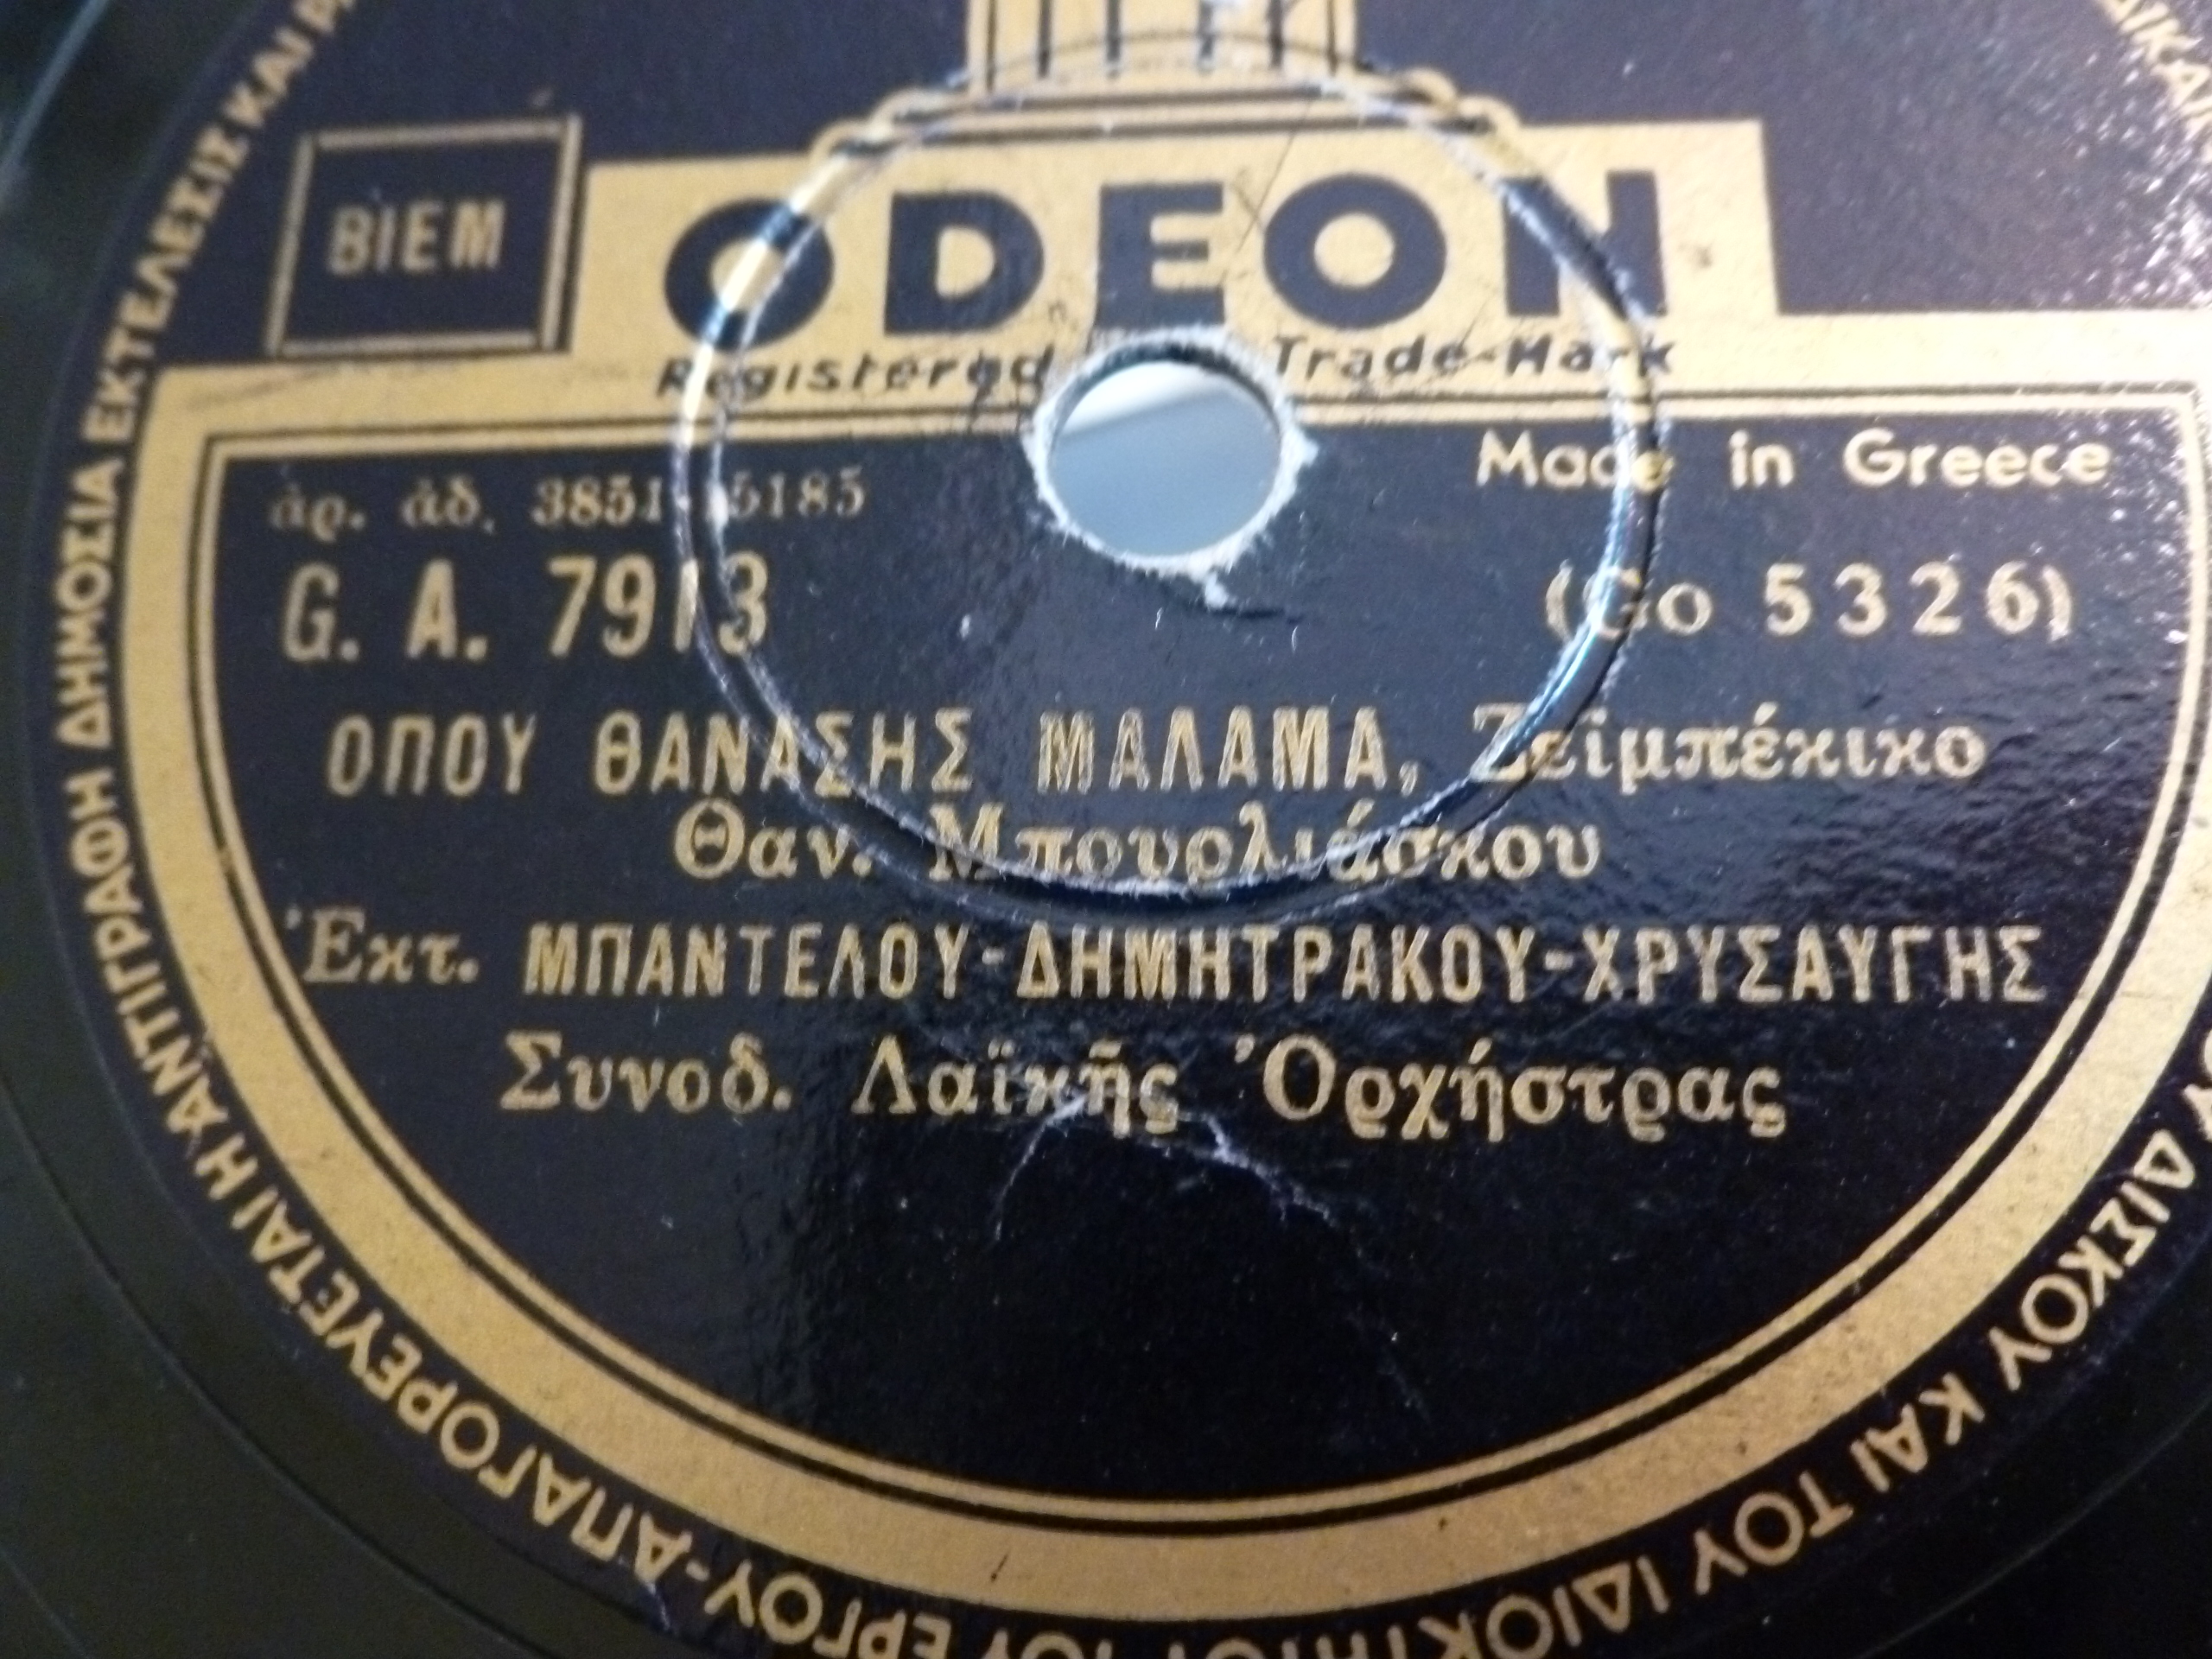 BIEM
ODEON
Registered Trade-Mark
Made in Greece
ἀρ. ἀδ. 3851 5185
G. A. 7913
(Go 5326)
ΟΠΟΥ ΘΑΝΑΣΗΣ ΜΑΛΑΜΑ, Ζεϊμπέκικο
Θαν. Μπουρλιάσκου
Ἐκτ. ΜΠΑΝΤΕΛΟΥ-ΔΗΜΗΤΡΑΚΟΥ-ΧΡΥΣΑΥΓΗΣ
Συνοδ. Λαϊκῆς Ὀρχήστρας
ΔΙΣΚΟΥ ΚΑΙ ΤΟΥ ΙΔΙΟΚΤΗΤΟΥ ΤΟΥ ΕΡΓΟΥ-ΑΠΑΓΟΡΕΥΕΤΑΙ Η ΑΝΤΙΓΡΑΦΗ ΔΗΜΟΣΙΑ ΕΚΤΕΛΕΣΙΣ ΚΑΙ